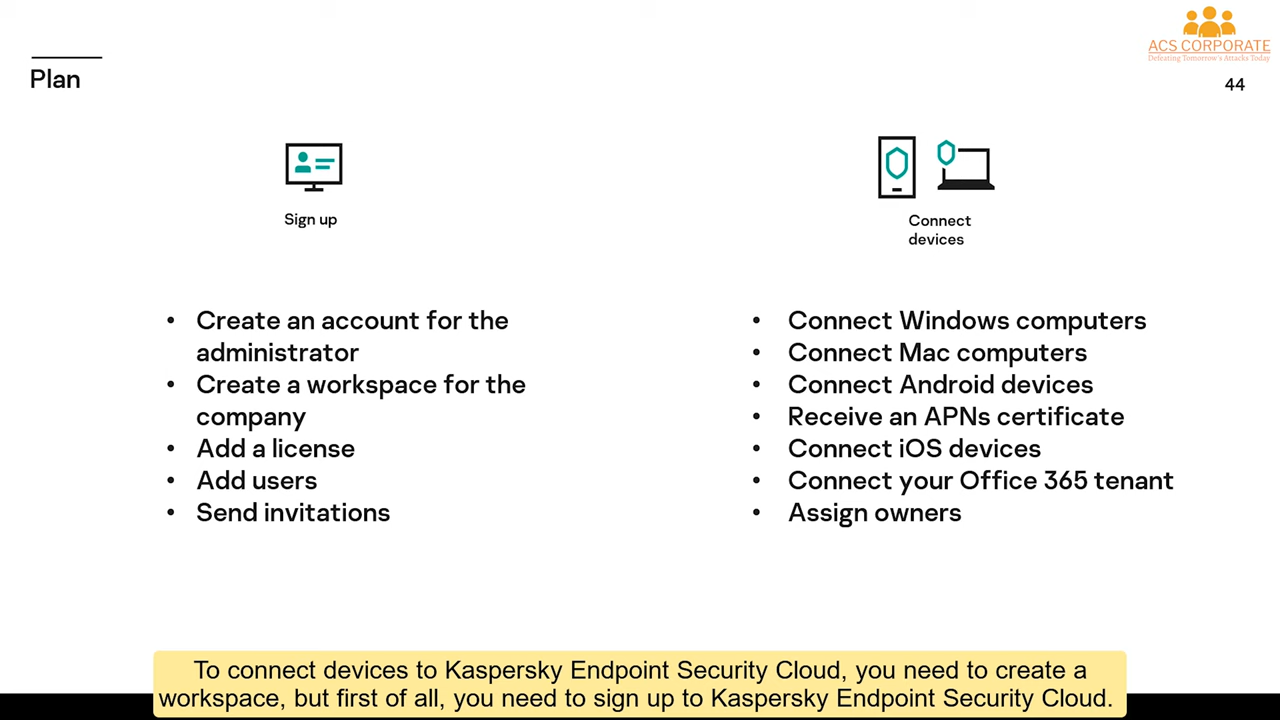 ACS CORPORATE
Defeating Tomorrow's Attacks Today
Plan
44
Sign up
• Create an account for the
administrator
• Create a workspace for the
company
• Add a license
• Add users
• Send invitations
Connect
devices
• Connect Windows computers
• Connect Mac computers
• Connect Android devices
• Receive an APNs certificate
• Connect iOS devices
• Connect your Office 365 tenant
• Assign owners
To connect devices to Kaspersky Endpoint Security Cloud, you need to create a
workspace, but first of all, you need to sign up to Kaspersky Endpoint Security Cloud.